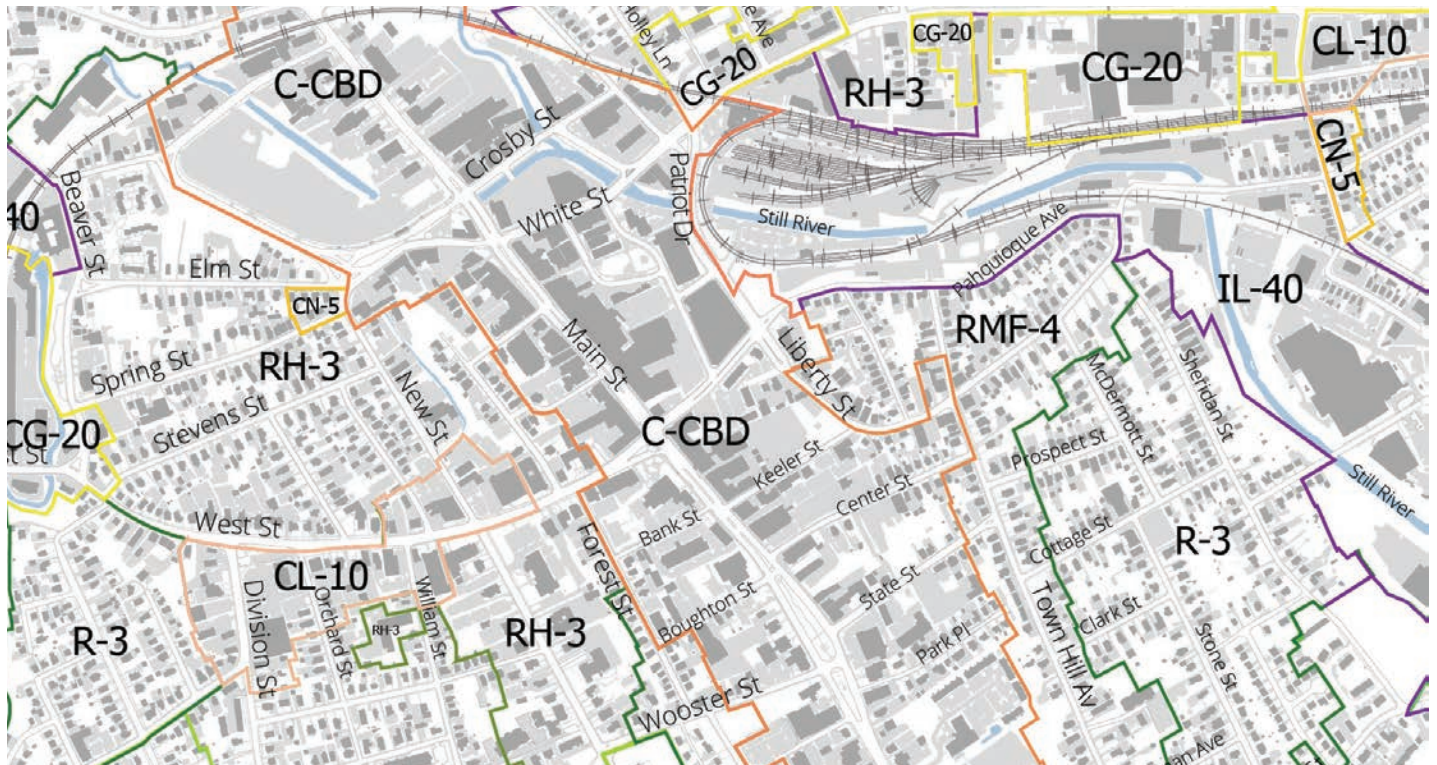 Holley Ln
e Ave
CG-20
CG-20
CL-10
C-CBD
CG-20
RH-3
Crosby St
CN-5
Patriot Dr
Beaver St
White St
40
Still River
Pahquioque Ave
Elm St
IL-40
CN-5
Main St
Liberty St
RMF-4
Spring St
RH-3
New St
McDermott St
Sheridan St
Stevens St
C-CBD
CG-20
t St
Prospect St
Keeler St
Still River
Center St
West St
Bank St
Forest St
Cottage St
R-3
CL-10
State St
Division St
Orchard St
William St
Boughton St
Town Hill Av
Clark St
RH-3
RH-3
R-3
Park Pl
Stone St
Wooster St
an Ave